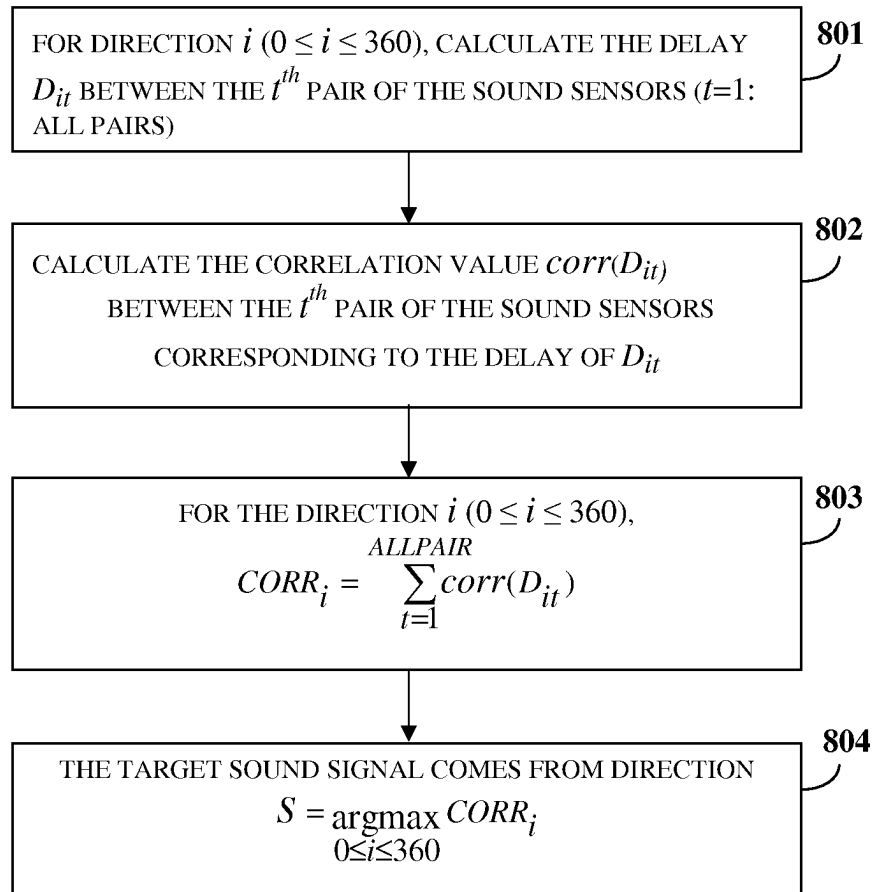 FOR DIRECTION i (0 ≤ i ≤ 360), CALCULATE THE DELAY
D_it BETWEEN THE t^th PAIR OF THE SOUND SENSORS (t=1:
ALL PAIRS)
801
CALCULATE THE CORRELATION VALUE corr(D_it)
BETWEEN THE t^th PAIR OF THE SOUND SENSORS
CORRESPONDING TO THE DELAY OF D_it
802
FOR THE DIRECTION i (0 ≤ i ≤ 360),
ALLPAIR
CORR_i = ∑ corr(D_it)
t=1
803
THE TARGET SOUND SIGNAL COMES FROM DIRECTION
S = argmax CORR_i
0≤i≤360
804